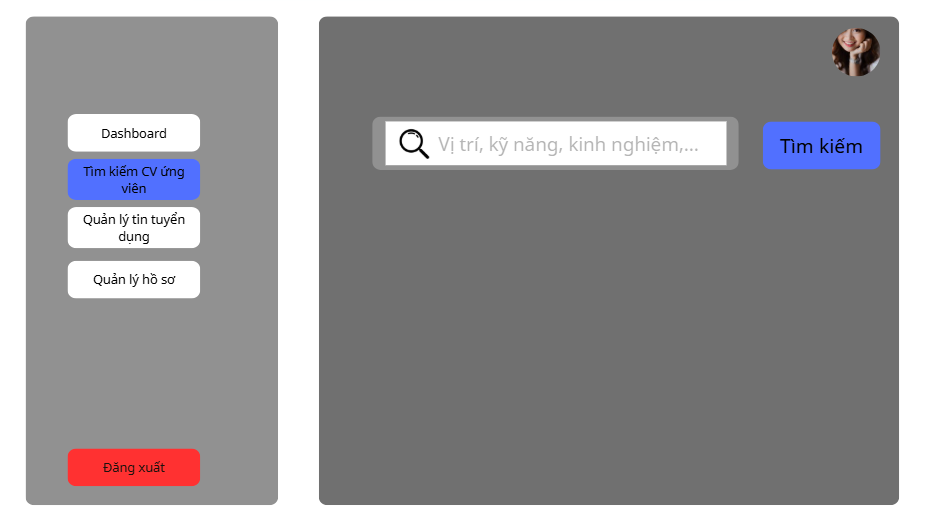 Dashboard
Tìm kiếm CV ứng
viên
Quản lý tin tuyển
dụng
Quản lý hồ sơ
Đăng xuất
Vị trí, kỹ năng, kinh nghiệm,...
Tìm kiếm